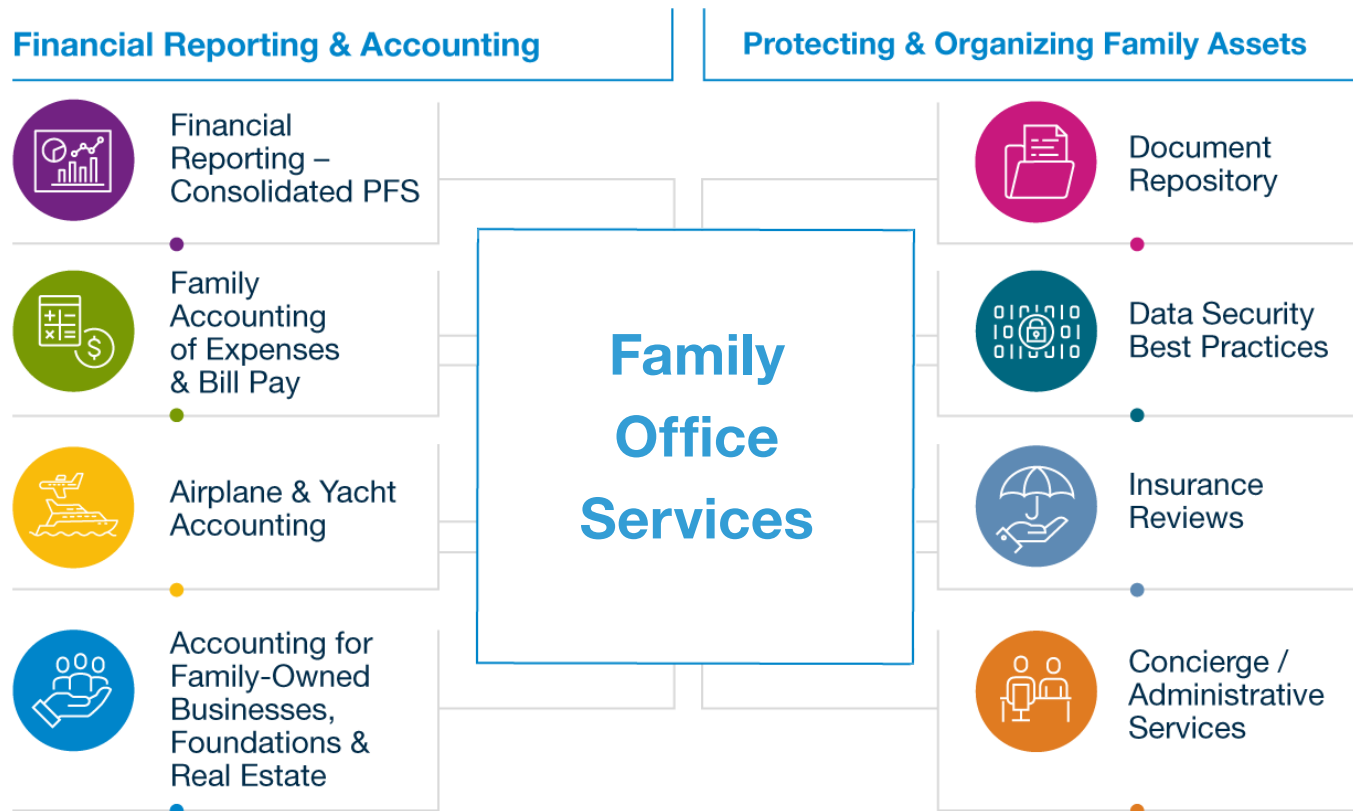 Financial Reporting & Accounting
Protecting & Organizing Family Assets
Financial
Reporting –
Consolidated PFS
Family
Accounting
of Expenses
& Bill Pay
Airplane & Yacht
Accounting
Accounting for
Family-Owned
Businesses,
Foundations &
Real Estate
Family
Office
Services
Document
Repository
Data Security
Best Practices
Insurance
Reviews
Concierge /
Administrative
Services